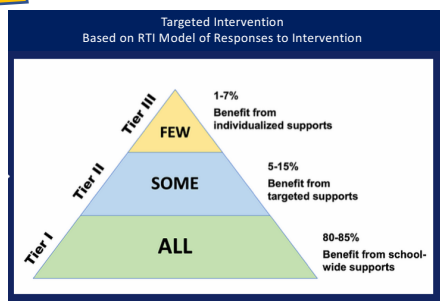 Targeted Intervention
Based on RTI Model of Responses to Intervention
Tier III
FEW
1-7%
Benefit from
individualized supports
Tier II
SOME
5-15%
Benefit from
targeted supports
Tier I
ALL
80-85%
Benefit from school-
wide supports